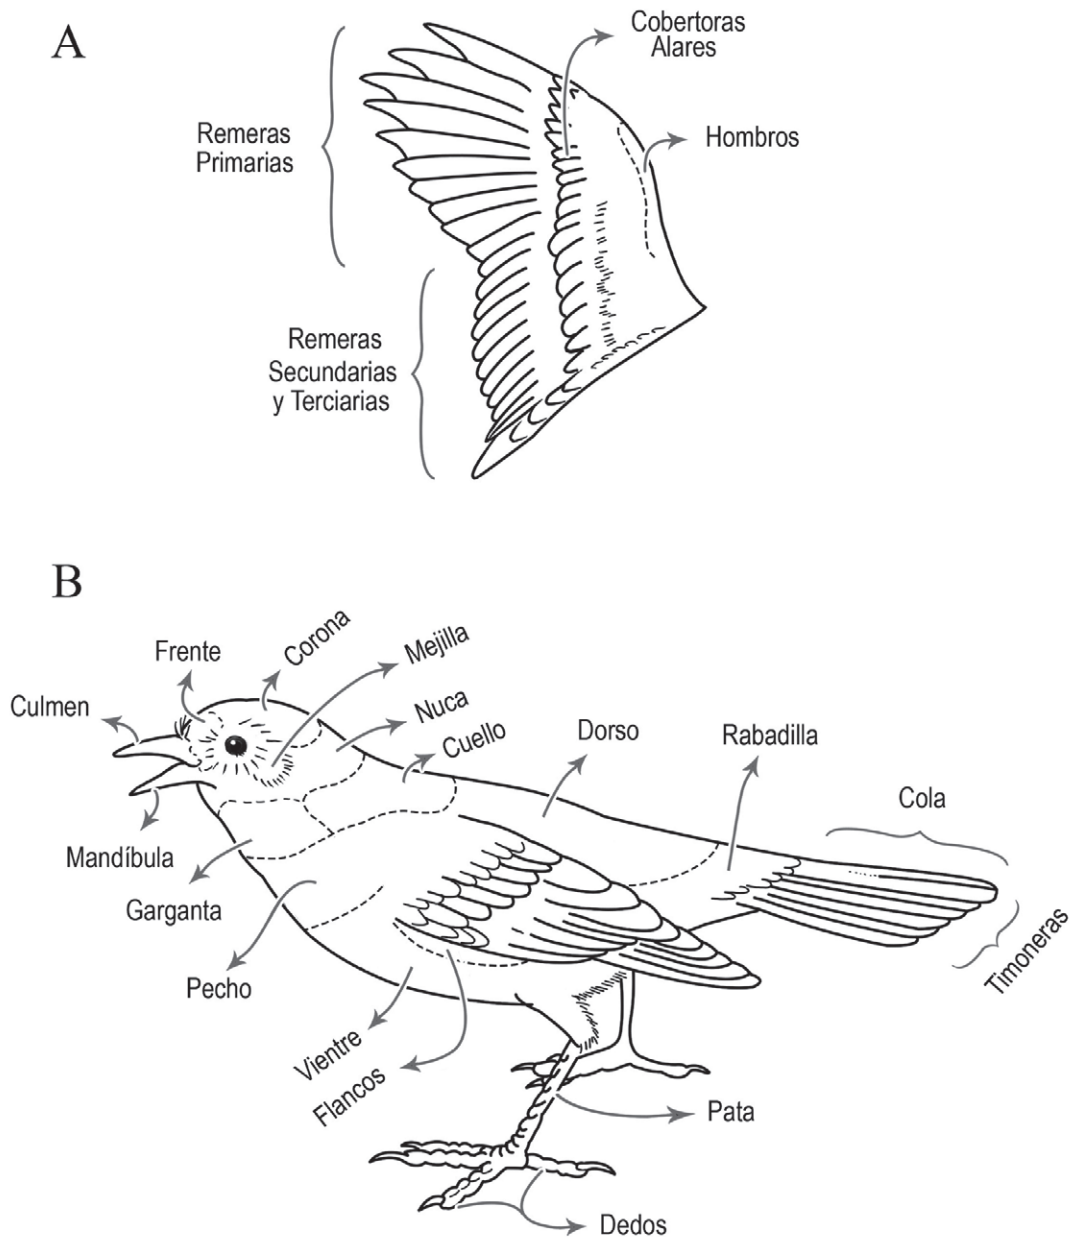 A
Cobertoras
Alares
Remeras
Primarias
Hombros
Remeras
Secundarias
y Terciarias
B
Frente
Corona
Mejilla
Culmen
Nuca
Cuello
Dorso
Rabadilla
Cola
Mandíbula
Garganta
Timoneras
Pecho
Vientre
Flancos
Pata
Dedos